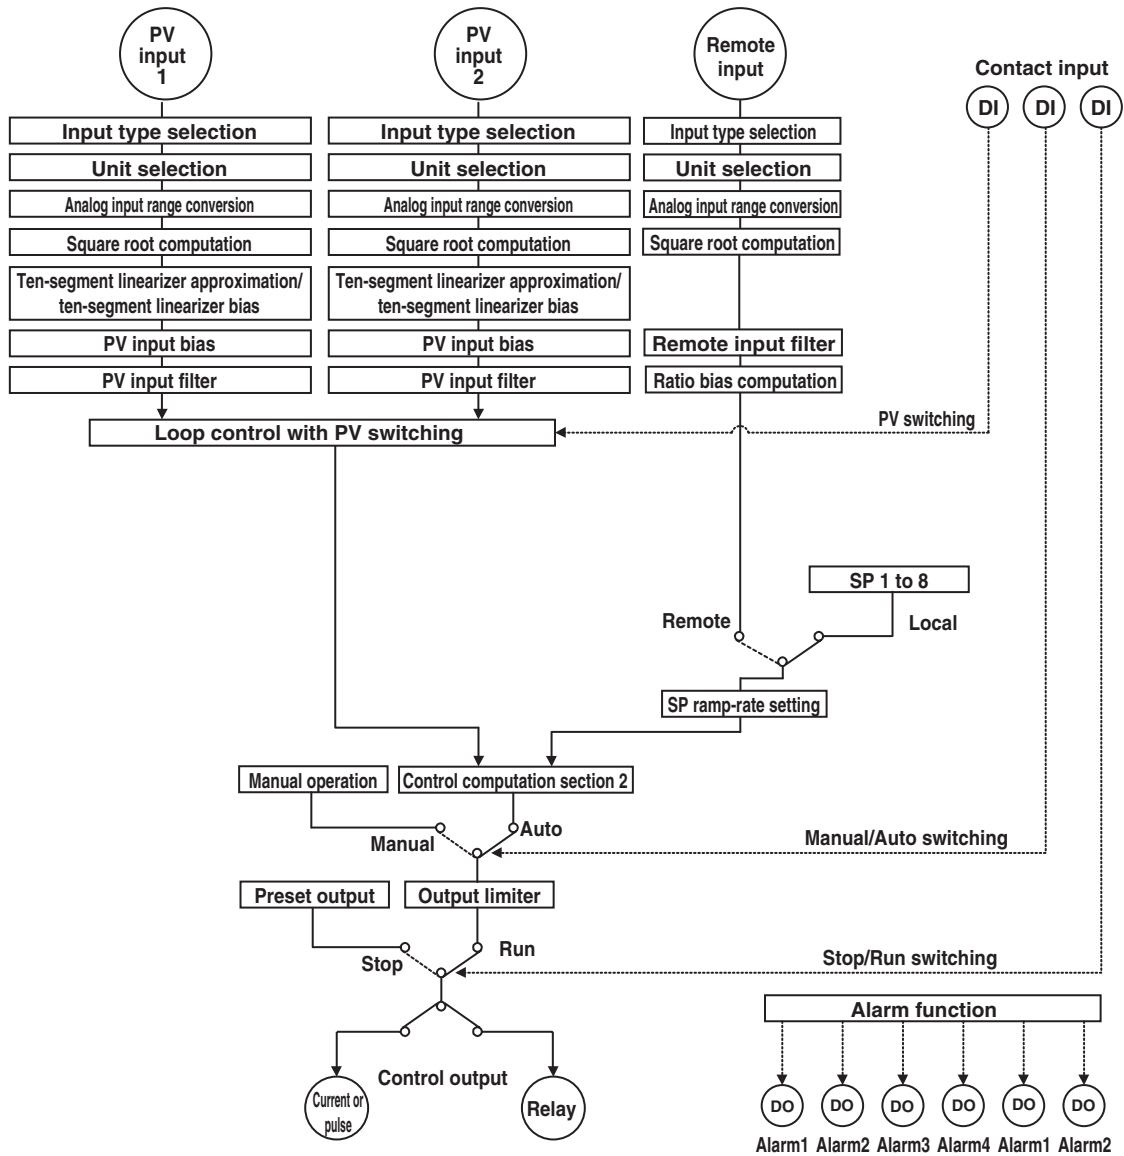 PV
input
1
PV
input
2
Remote
input
Contact input
DI
DI
DI
Input type selection
Input type selection
Input type selection
Unit selection
Unit selection
Unit selection
Analog input range conversion
Analog input range conversion
Analog input range conversion
Square root computation
Square root computation
Square root computation
Ten-segment linearizer approximation/
ten-segment linearizer bias
Ten-segment linearizer approximation/
ten-segment linearizer bias
PV input bias
PV input bias
Remote input filter
PV input filter
PV input filter
Ratio bias computation
Loop control with PV switching
PV switching
SP 1 to 8
Remote
Local
SP ramp-rate setting
Manual operation
Control computation section 2
Manual
Auto
Manual/Auto switching
Preset output
Output limiter
Stop
Run
Stop/Run switching
Alarm function
Control output
Current or
pulse
Relay
DO
DO
DO
DO
DO
DO
Alarm1
Alarm2
Alarm3
Alarm4
Alarm1
Alarm2